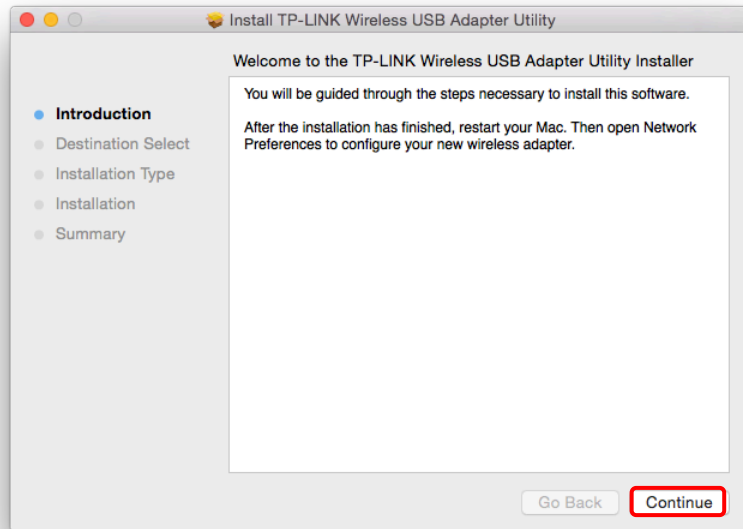 Install TP-LINK Wireless USB Adapter Utility
Welcome to the TP-LINK Wireless USB Adapter Utility Installer
Introduction
Destination Select
Installation Type
Installation
Summary
You will be guided through the steps necessary to install this software.
After the installation has finished, restart your Mac. Then open Network
Preferences to configure your new wireless adapter.
Go Back
Continue